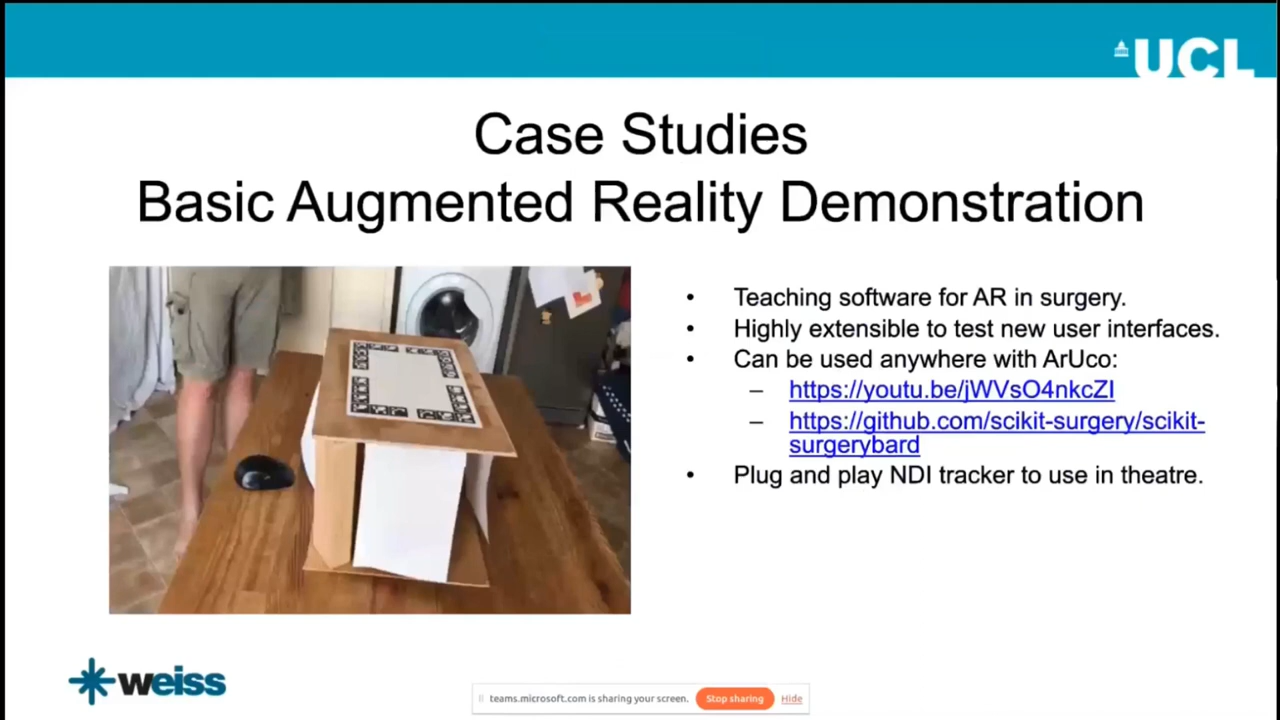 UCL
Case Studies
Basic Augmented Reality Demonstration
• Teaching software for AR in surgery.
• Highly extensible to test new user interfaces.
• Can be used anywhere with ArUco:
– https://youtu.be/jWVsO4nkcZI
– https://github.com/scikit-surgery/scikit-
surgerybard
• Plug and play NDI tracker to use in theatre.
weiss
teams.microsoft.com is sharing your screen. Stop sharing Hide